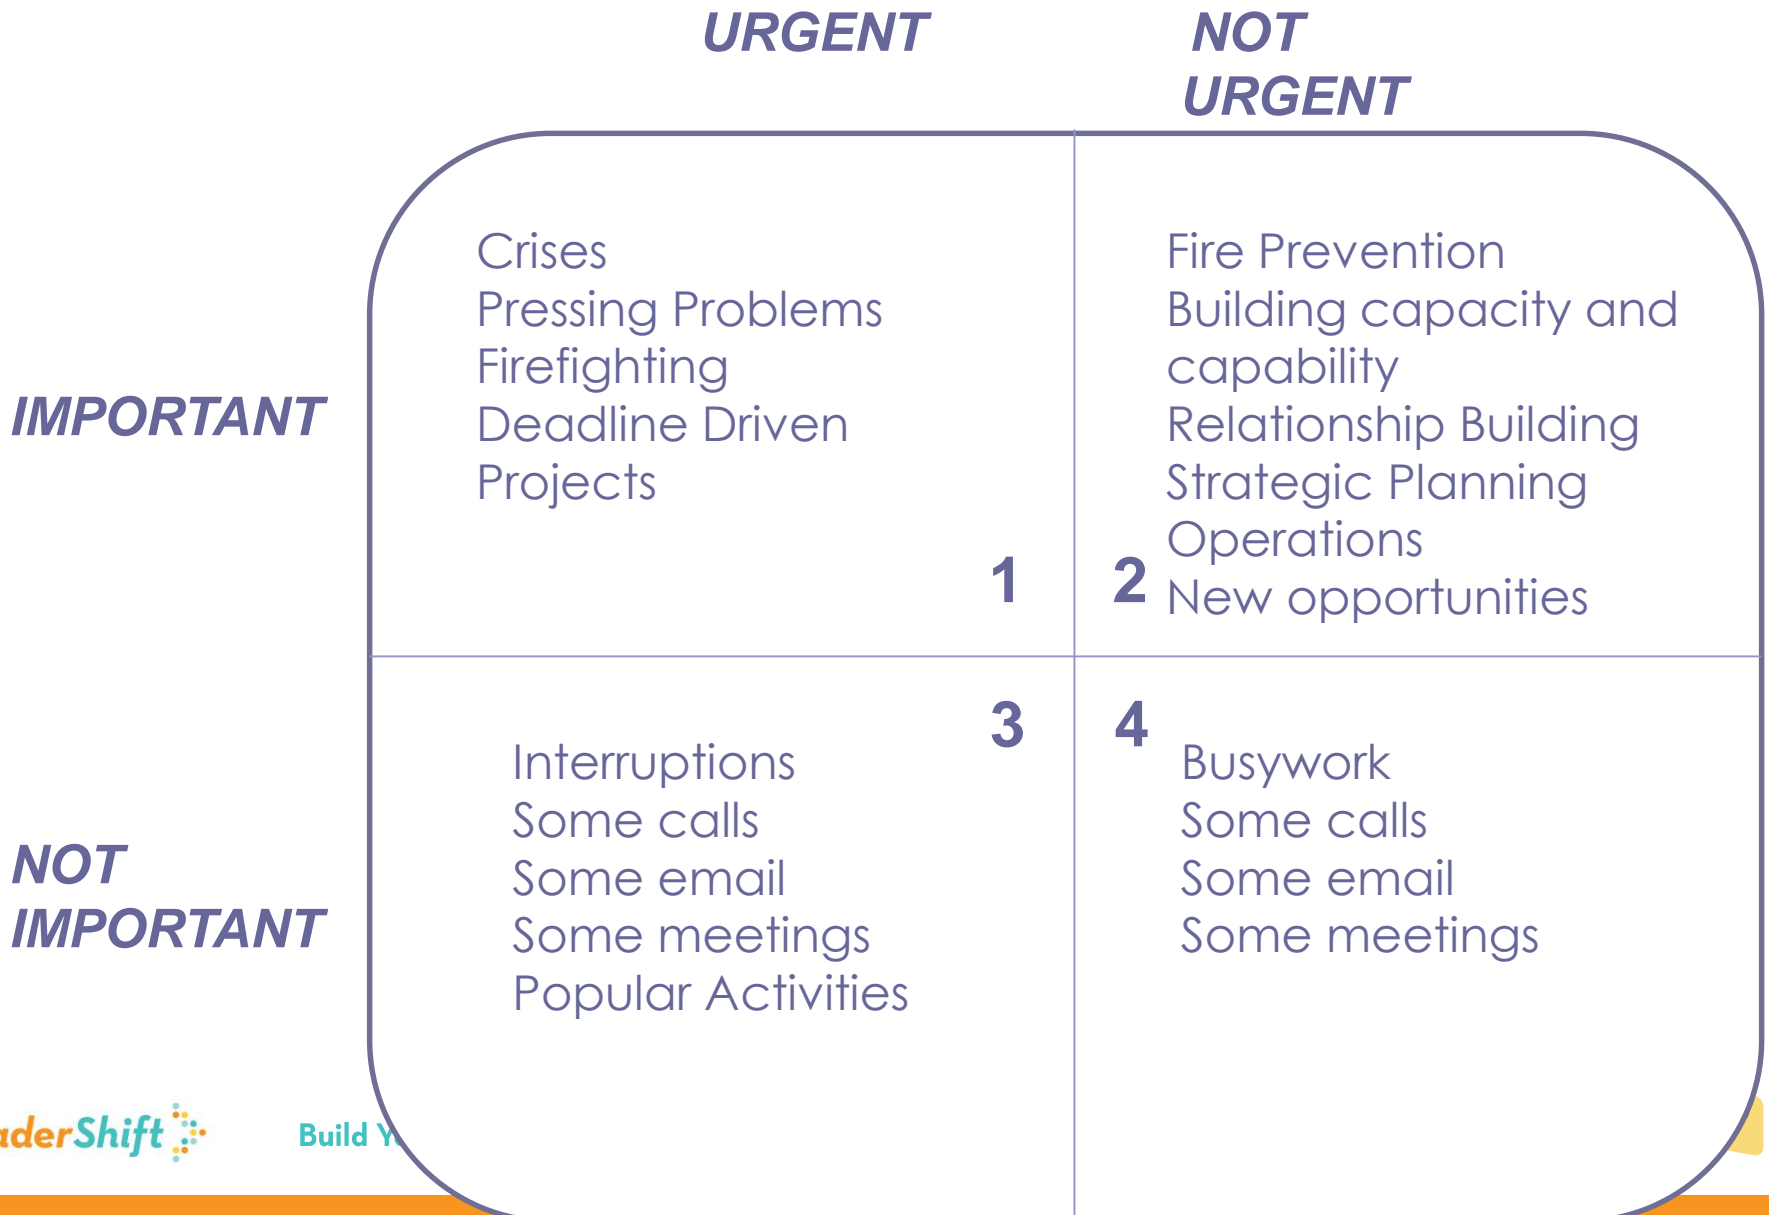 URGENT
NOT
URGENT
IMPORTANT
Crises
Pressing Problems
Firefighting
Deadline Driven
Projects
1
2
Fire Prevention
Building capacity and
capability
Relationship Building
Strategic Planning
Operations
New opportunities
NOT
IMPORTANT
3
Interruptions
Some calls
Some email
Some meetings
Popular Activities
4
Busywork
Some calls
Some email
Some meetings
aderShift
Build